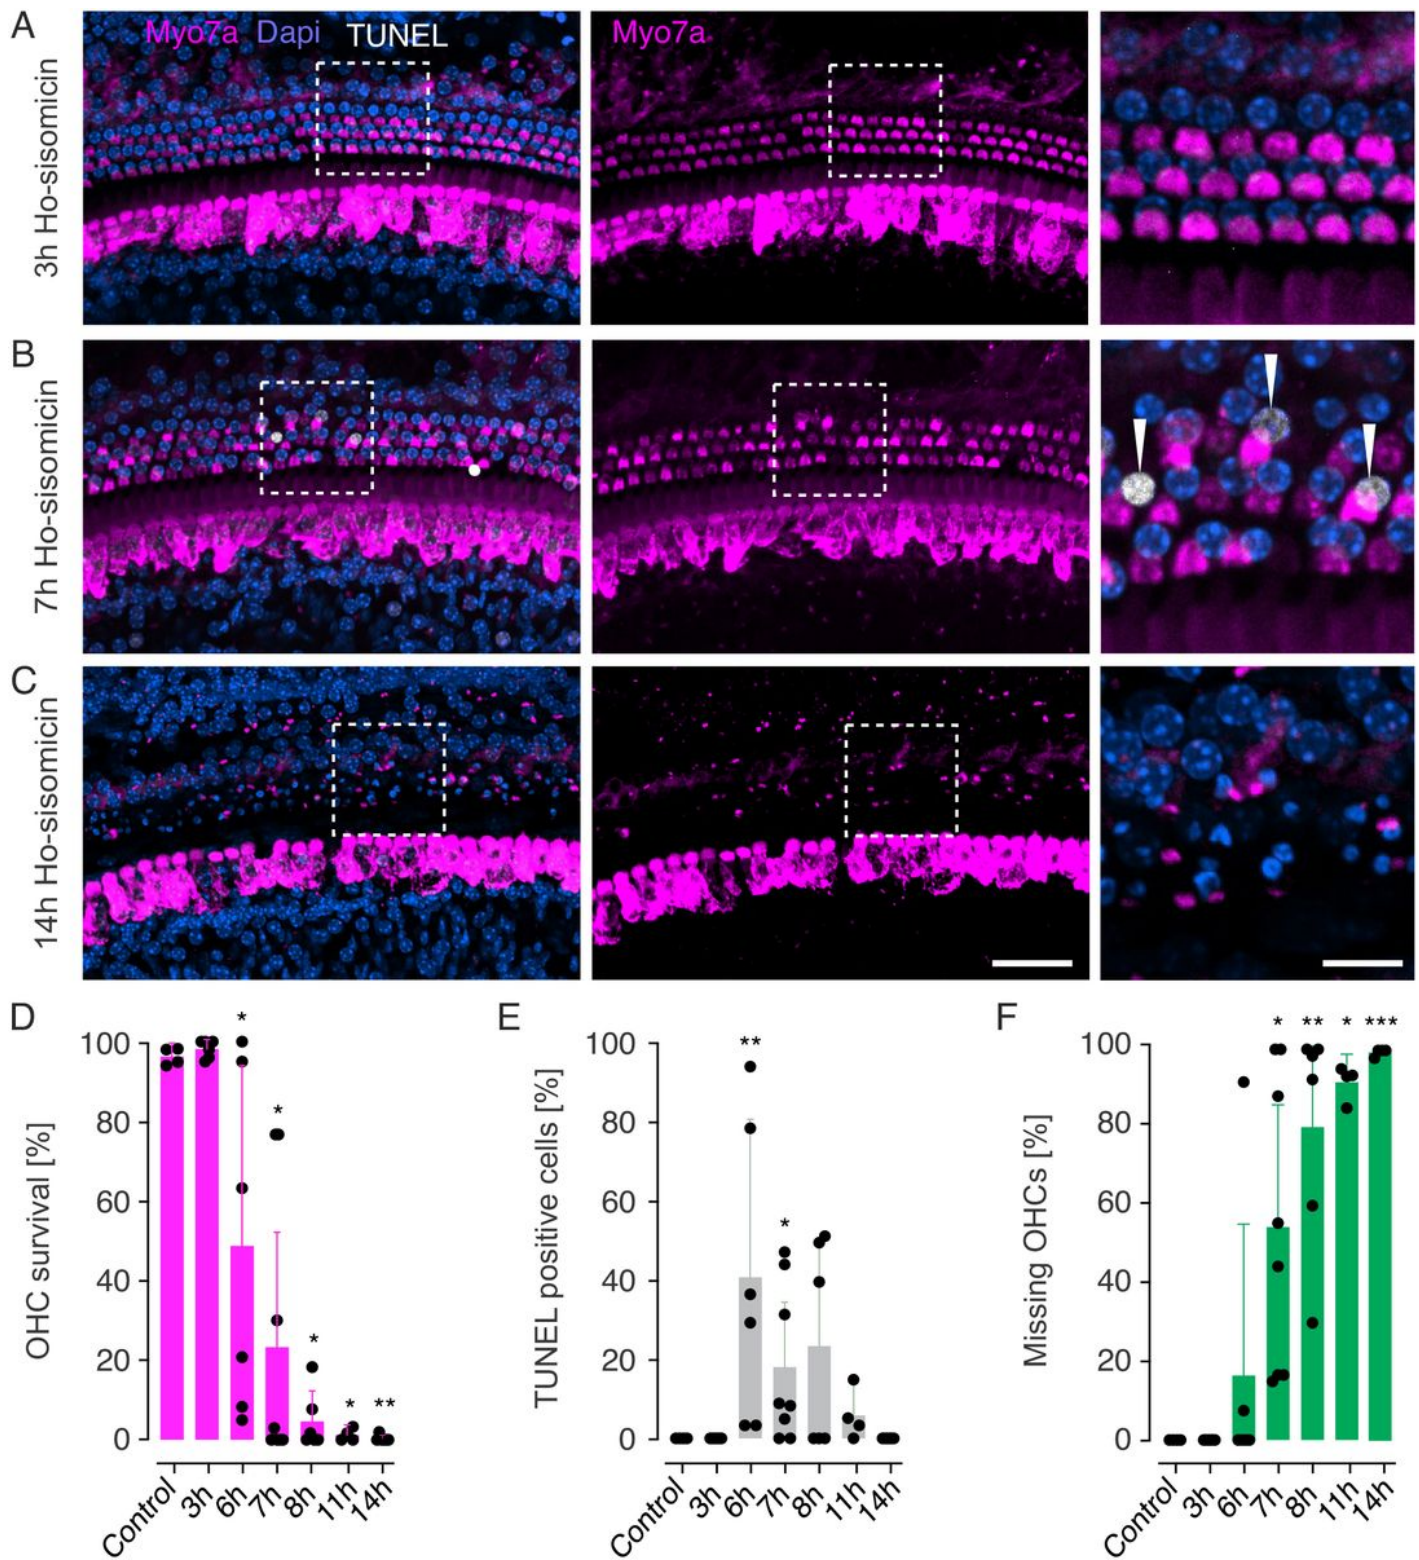 A
Myo7a Dapi TUNEL
Myo7a
3h Ho-sisomicin
B
7h Ho-sisomicin
C
14h Ho-sisomicin
D
OHC survival [%]
100
80
60
40
20
0
*
*
*
*
**
Control
3h
6h
7h
8h
11h
14h
E
TUNEL positive cells [%]
100
80
60
40
20
0
**
*
Control
3h
6h
7h
8h
11h
14h
F
Missing OHCs [%]
100
80
60
40
20
0
*
**
*
***
Control
3h
6h
7h
8h
11h
14h